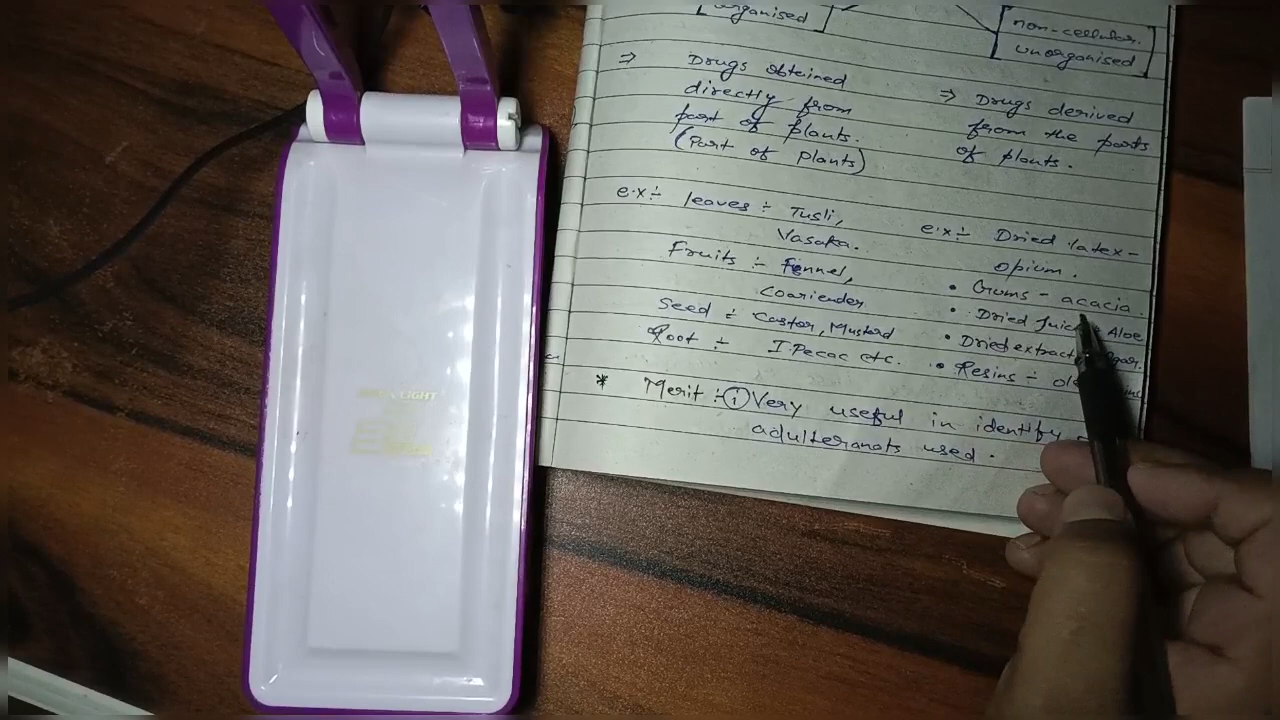 organised
non-cellular.
unorganised
⇒ Drugs obtained
directly from
part of plants.
(Part of Plants)
⇒ Drugs derived
from the parts
of plants.
e.x÷ leaves ÷ Tusli,
Vasaka.
Fruits ÷ Fennel,
Coariender
Seed ÷ Castor, Mustard
Root ÷ IPecac etc.
e.x÷ Dried latex-
opium.
• Gums - acacia.
• Dried Aloe
• Dried extract
• Resins ÷
* Merit ÷ ① Very useful in identify
adulteranats used.
LIGHT